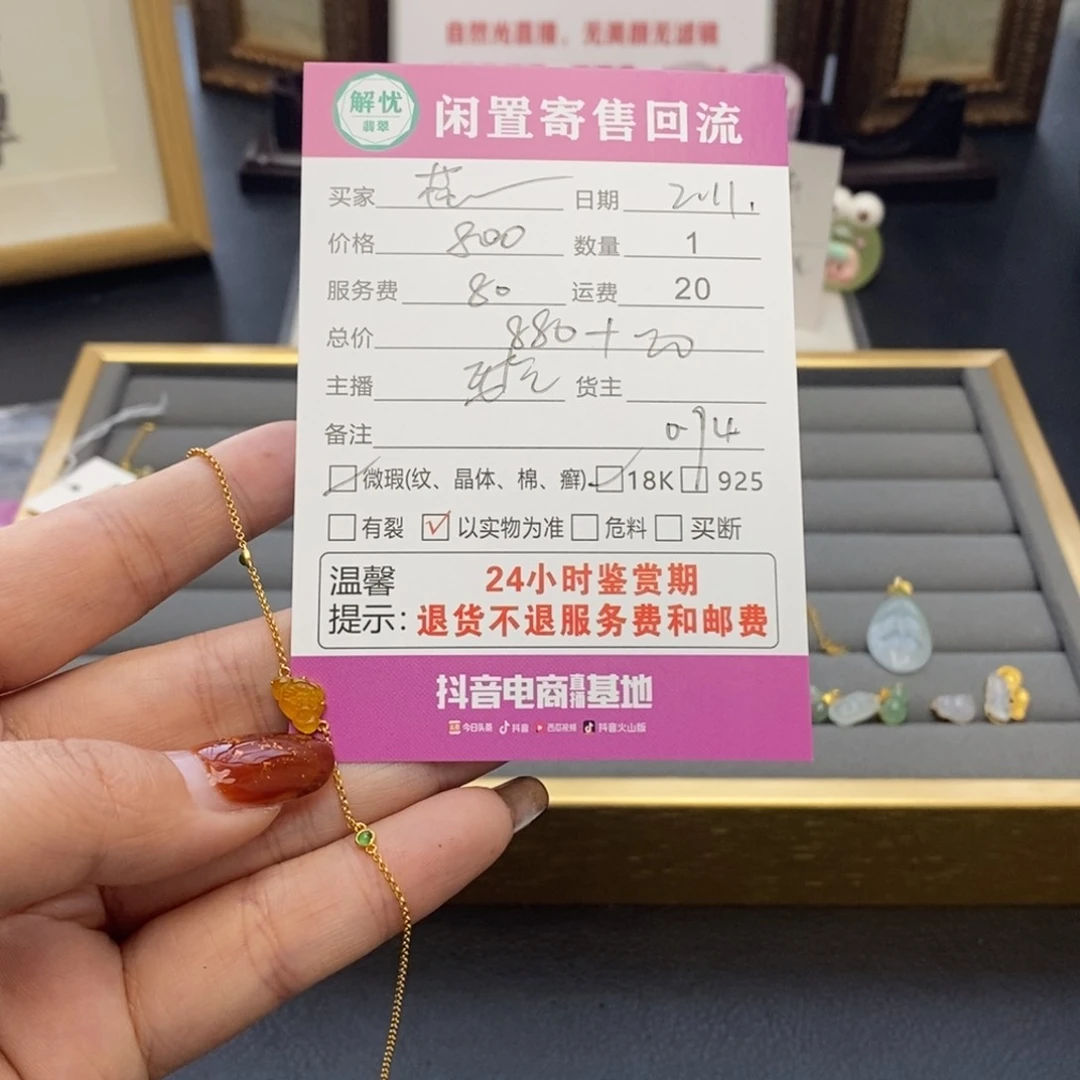 自然光直播，无美颜无滤镜
解忧
翡翠
闲置寄售回流
买家 日期 2011.
价格 800 数量 1
服务费 80 运费 20
总价 880+20
主播 货主
备注
微瑕(纹、晶体、棉、癣) 18K 925
有裂 ✓ 以实物为准 危料 买断
温馨提示: 24小时鉴赏期
退货不退服务费和邮费
抖音电商直播基地
今日头条 抖音 西瓜视频 抖音火山版